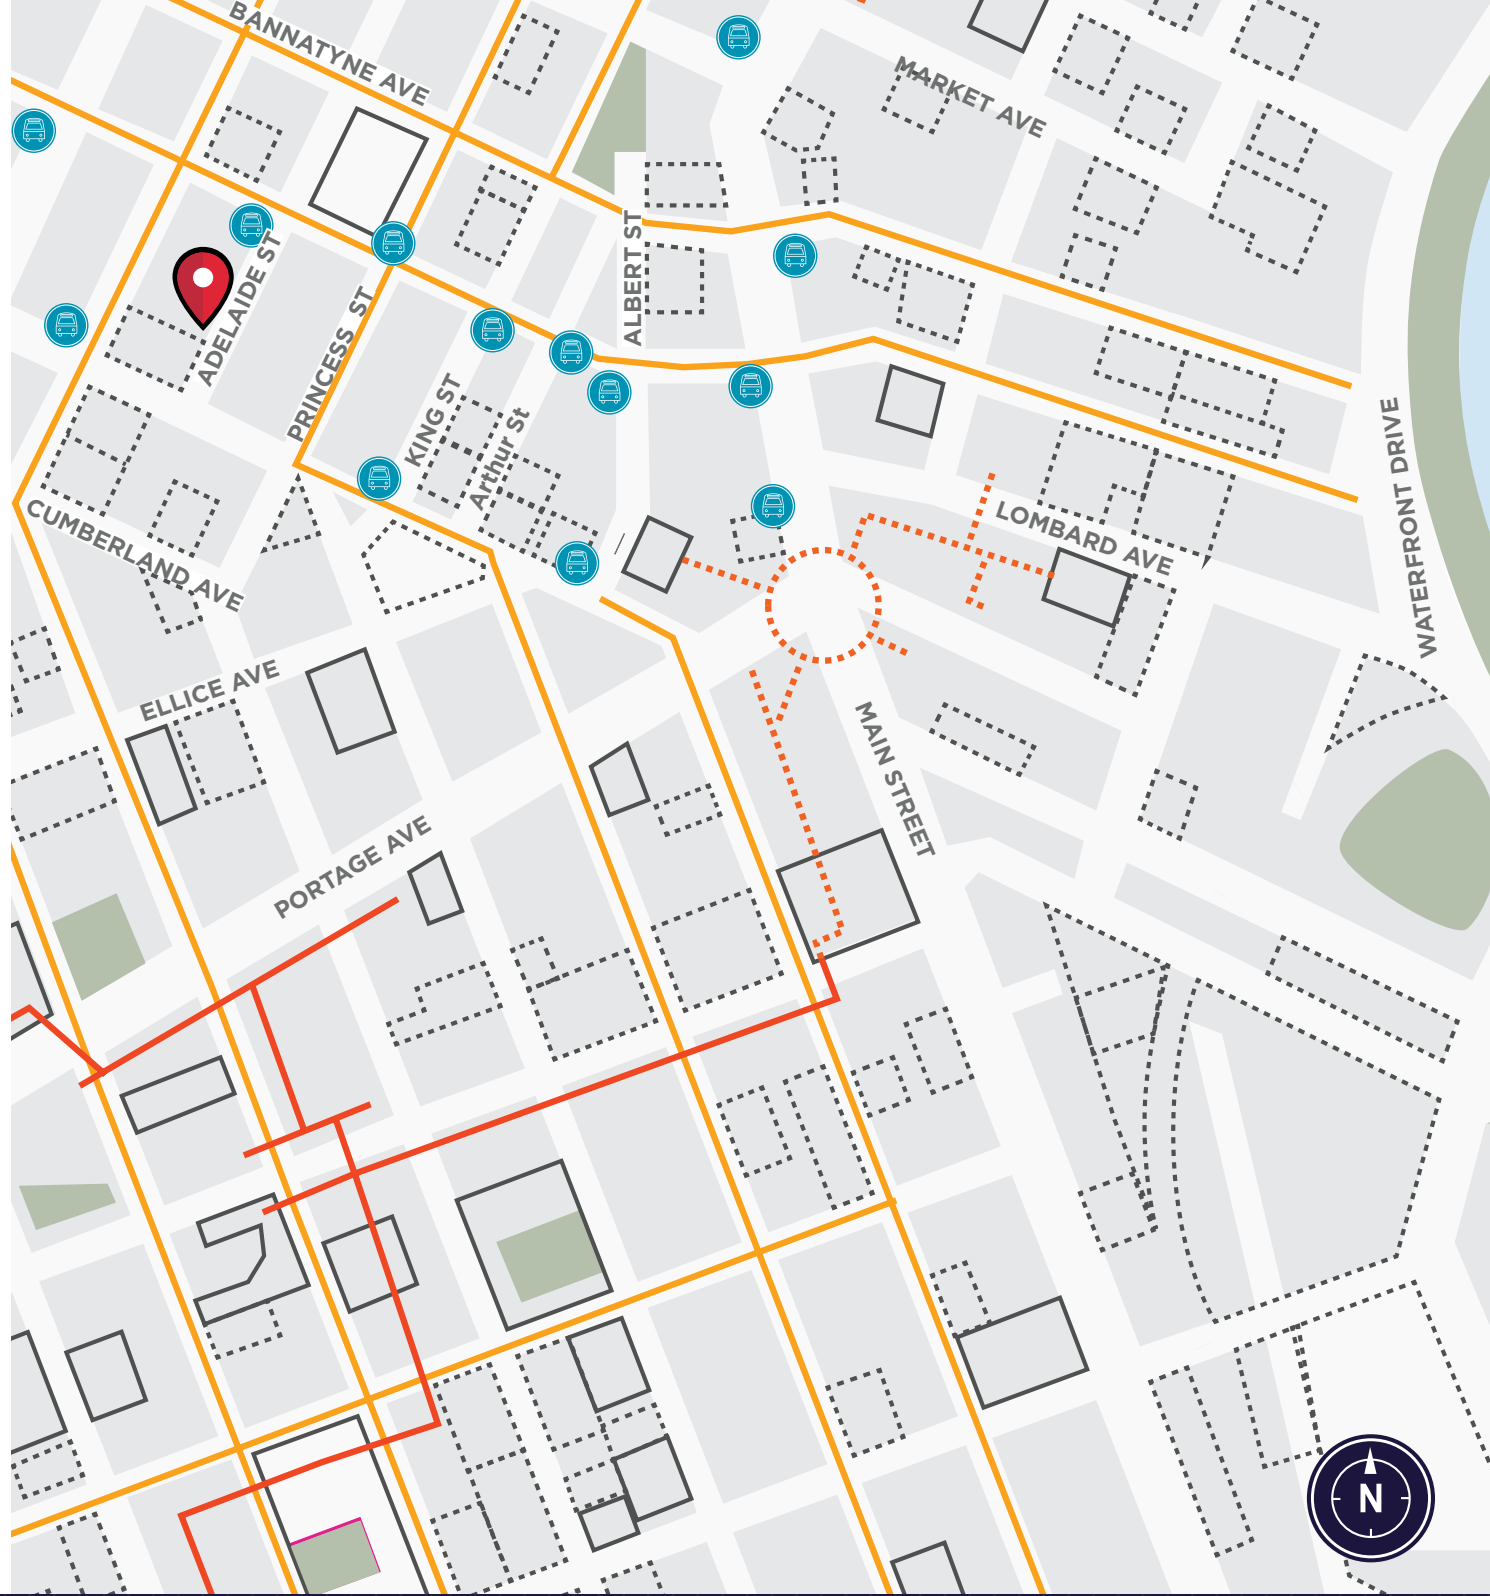 BANNATYNE AVE
MARKET AVE
ADELAIDE ST
ALBERT ST
PRINCESS ST
KING ST
Arthur St
WATERFRONT DRIVE
CUMBERLAND AVE
LOMBARD AVE
ELLICE AVE
MAIN STREET
PORTAGE AVE
N